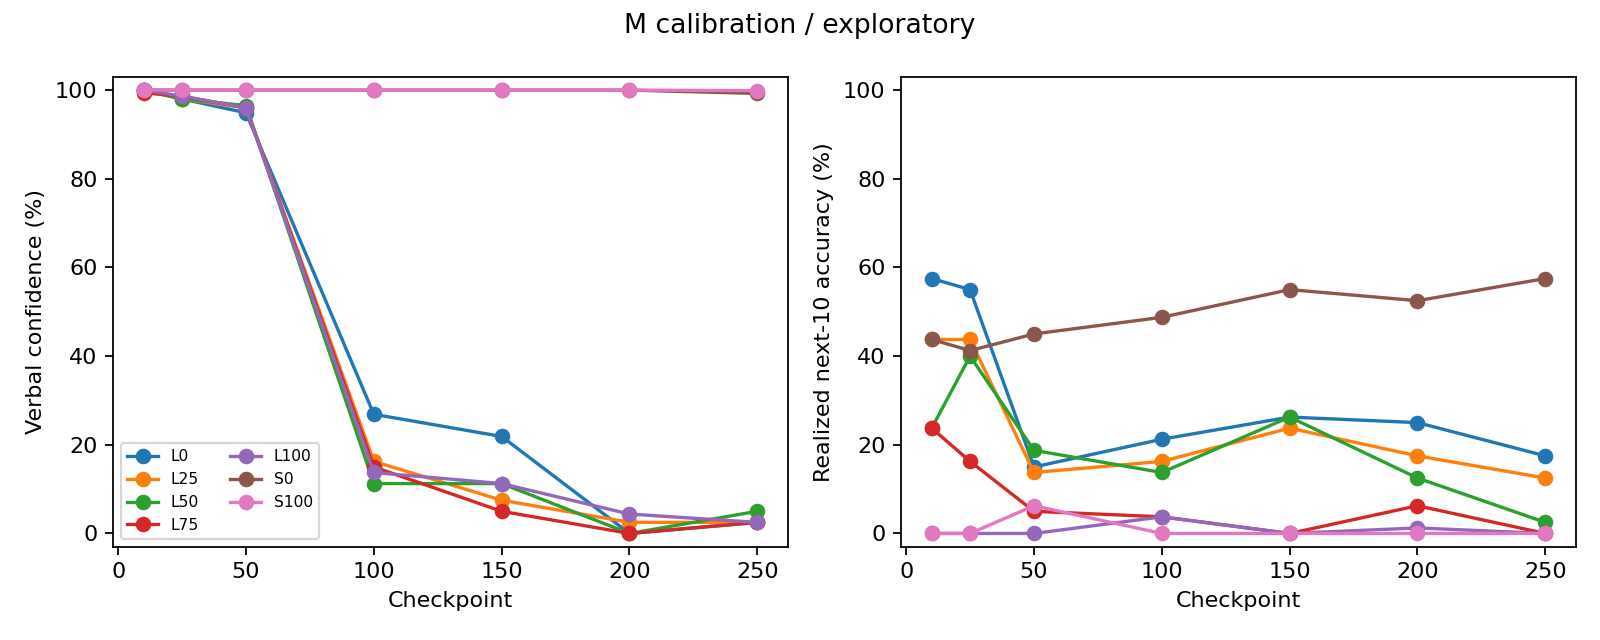 M calibration / exploratory
Verbal confidence (%)
100
80
60
40
20
0
L0
L25
L50
L75
L100
S0
S100
0
50
100
150
200
250
Checkpoint
Realized next-10 accuracy (%)
100
80
60
40
20
0
0
50
100
150
200
250
Checkpoint